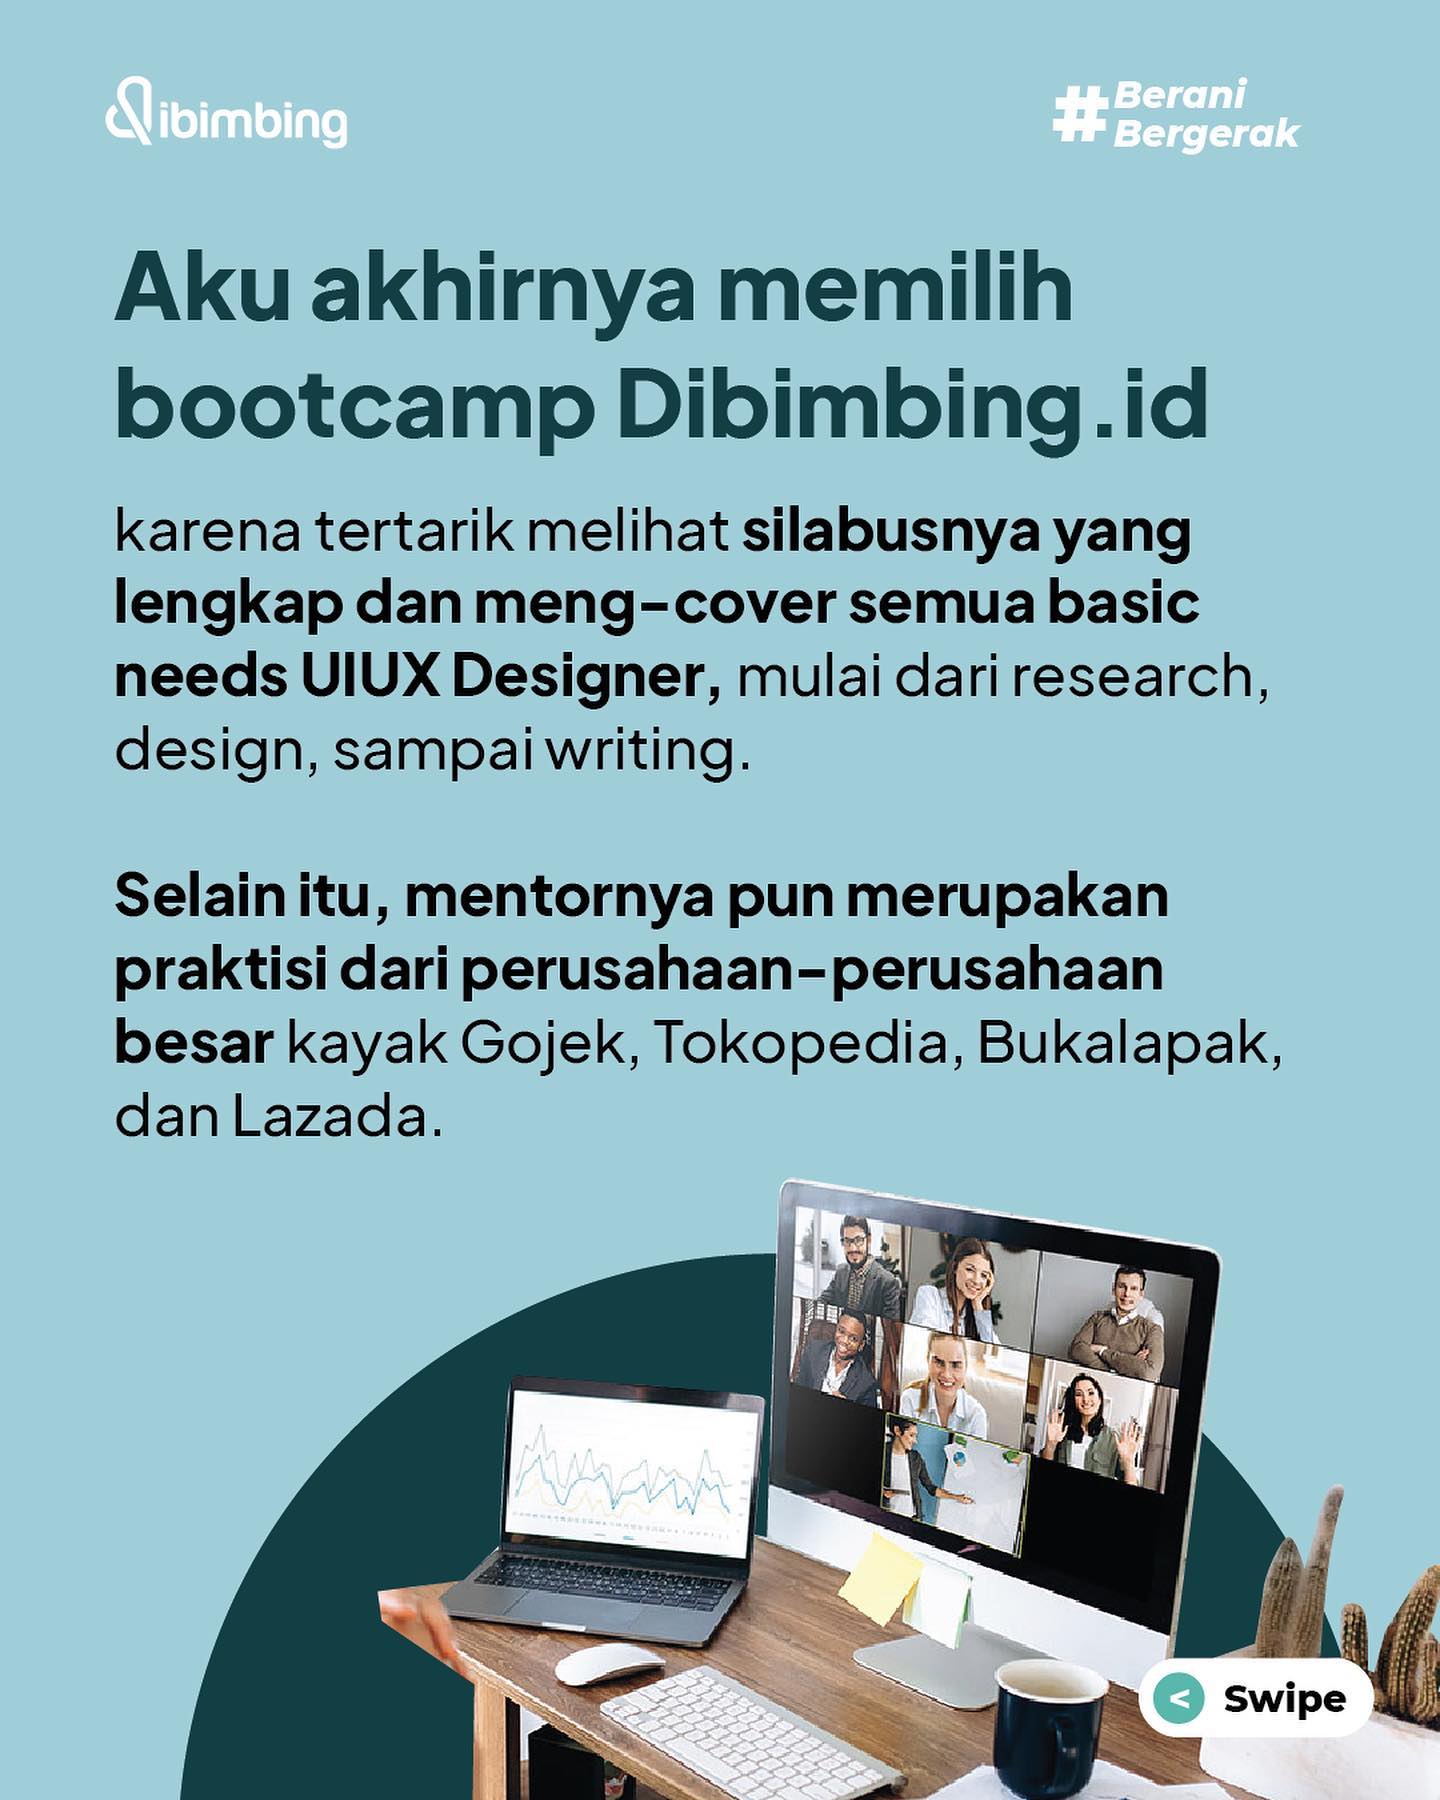 dibimbing
#Berani
Bergerak
Aku akhirnya memilih
bootcamp Dibimbing.id
karena tertarik melihat silabusnya yang
lengkap dan meng-cover semua basic
needs UIUX Designer, mulai dari research,
design, sampai writing.
Selain itu, mentornya pun merupakan
praktisi dari perusahaan-perusahaan
besar kayak Gojek, Tokopedia, Bukalapak,
dan Lazada.
< Swipe